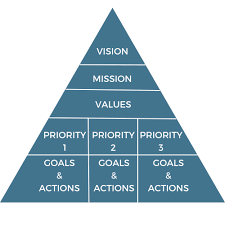 VISION
MISSION
VALUES
PRIORITY PRIORITY PRIORITY
1 2 3
GOALS GOALS GOALS
& & &
ACTIONS ACTIONS ACTIONS